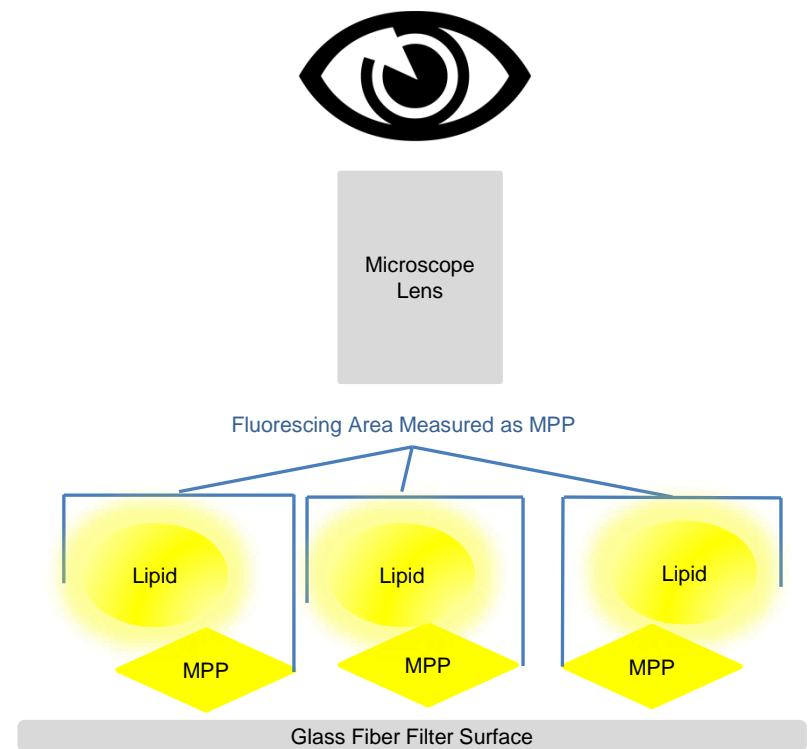 Microscope
Lens
Fluorescing Area Measured as MPP
Lipid
Lipid
Lipid
MPP
MPP
MPP
Glass Fiber Filter Surface